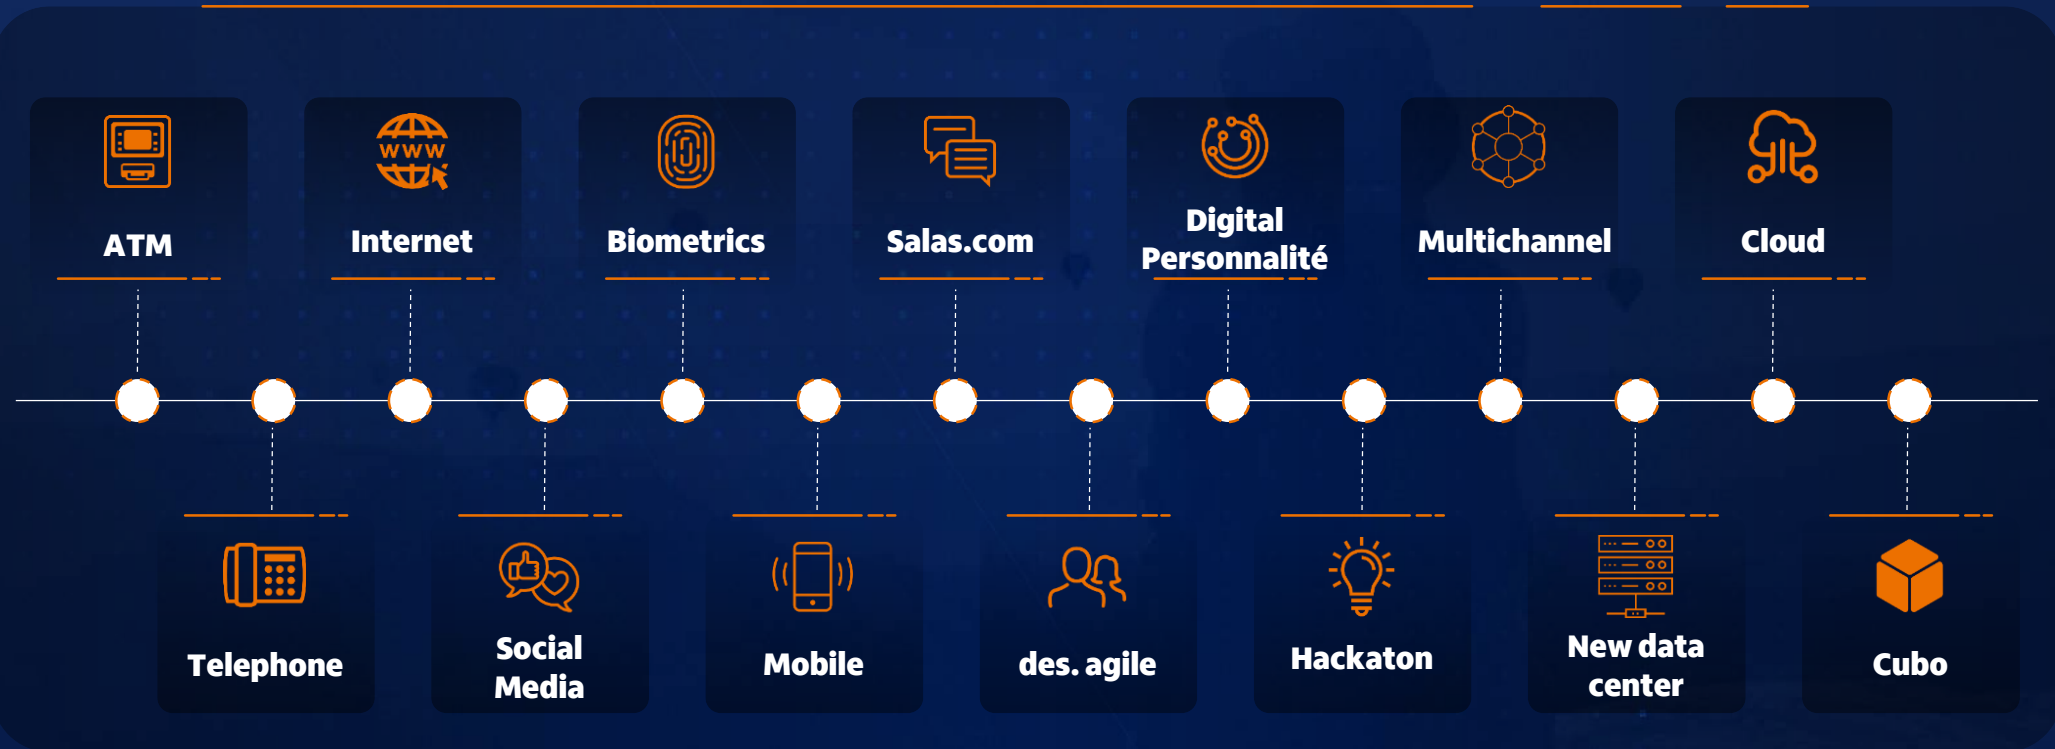 WWW
ATM
Internet
Biometrics
Salas.com
Digital
Personnalité
Multichannel
Cloud
Telephone
Social
Media
Mobile
des. agile
Hackaton
New data
center
Cubo